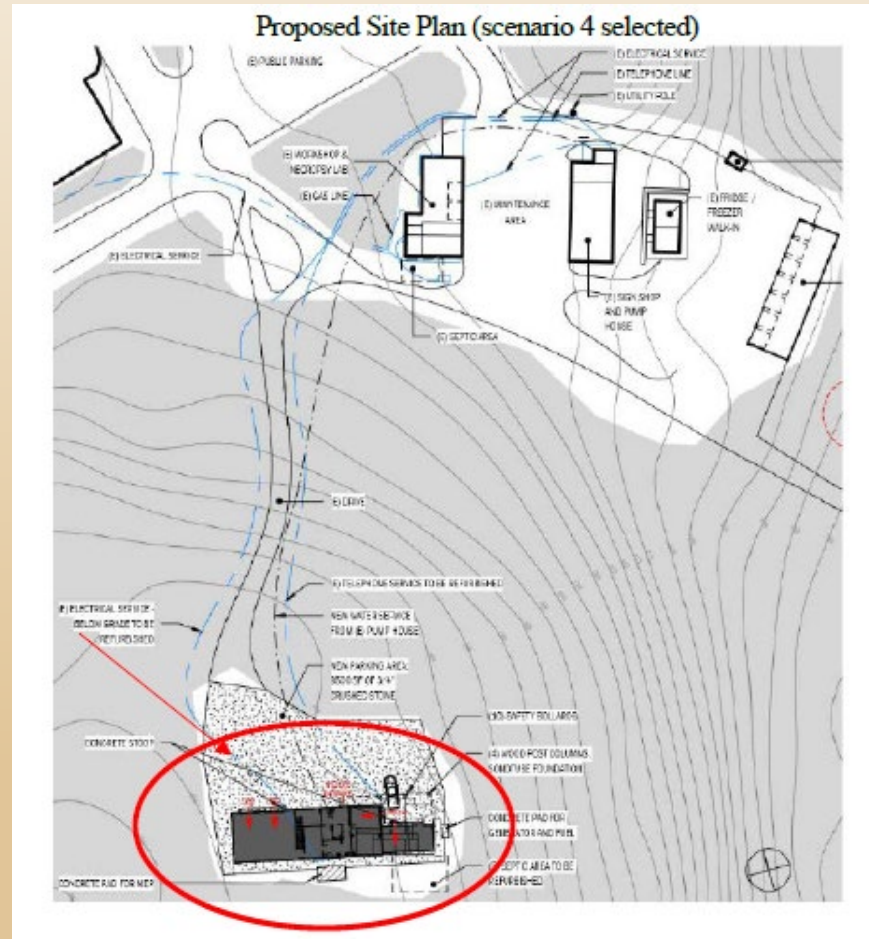 Proposed Site Plan (scenario 4 selected)
(E) PUBLIC PARKING
(E) ELECTRICAL SERVICE
(E) TELEPHONE LINE
(E) UTILITY POLE
(E) WORKSHOP &
NECROPSY LAB
(E) GAS LINE
(E) MAINTENANCE
AREA
(E) FRIDGE /
FREEZER
WALK-IN
(E) ELECTRICAL SERVICE
(E) SIGN SHOP
AND PUMP
HOUSE
(E) SEPTIC AREA
(E) DRIVE
(E) TELEPHONE SERVICE TO BE REFURBISHED
(E) ELECTRICAL SERVICE -
BELOW GRADE TO BE
REFURBISHED
NEW WATER SERVICE
FROM (E) PUMP HOUSE
NEW PARKING AREA:
OF 3/4"
CRUSHED STONE
CONCRETE STOOP
SAFETY BOLLARDS
(4) WOOD POST COLUMNS,
SONOTUBE FOUNDATION
CONCRETE PAD FOR
GENERATOR AND FUEL
(E) SEPTIC AREA TO BE
REFURBISHED
CONCRETE PAD FOR MEP